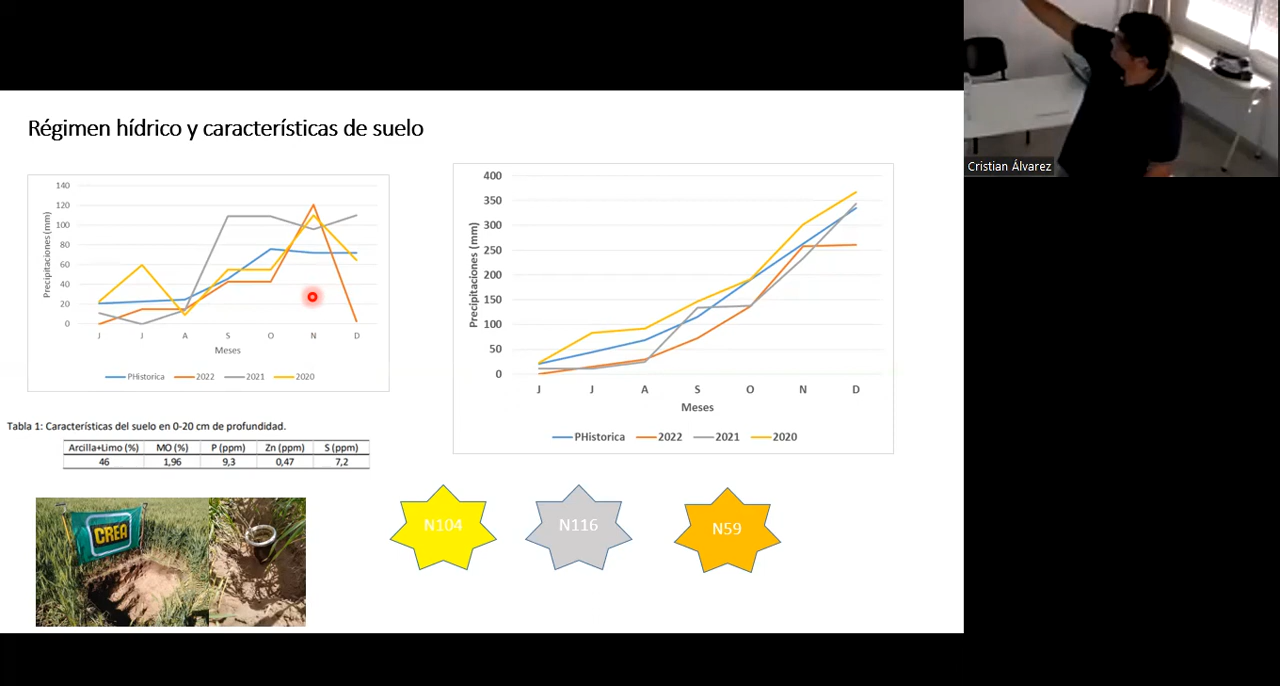 Régimen hídrico y características de suelo
140
120
100
80
60
40
20
0
Precipitaciones (mm)
J J A S O N D
Meses
PHistorica 2022 2021 2020
400
350
300
250
200
150
100
50
0
Precipitaciones (mm)
J J A S O N D
Meses
PHistorica 2022 2021 2020
Tabla 1: Características del suelo en 0-20 cm de profundidad.
Arcilla+Limo (%) MO (%) P (ppm) Zn (ppm) S (ppm)
46 1,96 9,3 0,47 7,2
CREA
N104 N116 N59
Cristian Álvarez